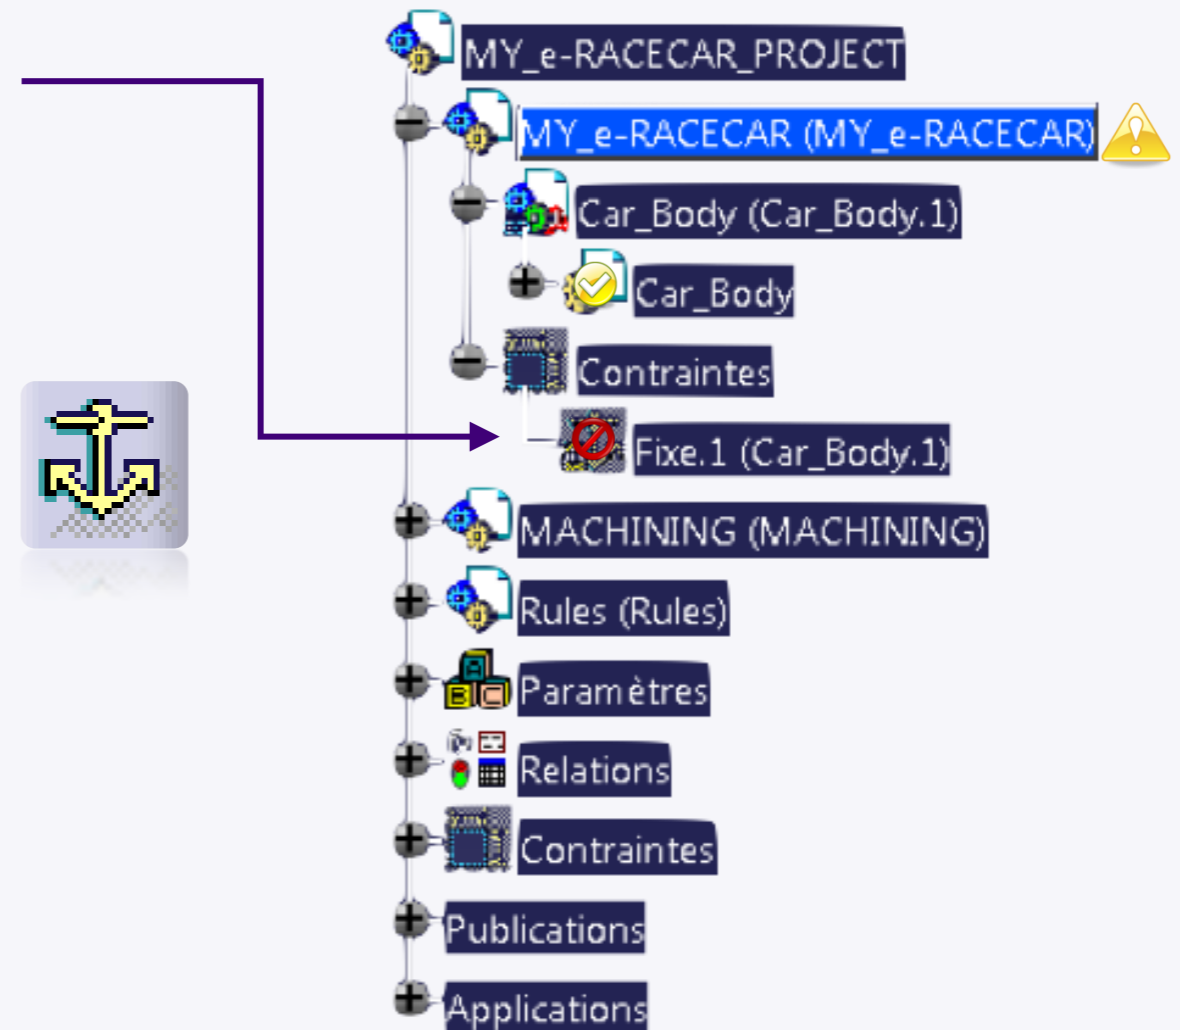 MY_e-RACECAR_PROJECT
MY_e-RACECAR (MY_e-RACECAR)
Car_Body (Car_Body.1)
Car_Body
Contraintes
Fixe.1 (Car_Body.1)
MACHINING (MACHINING)
Rules (Rules)
A
B C
Paramètres
Relations
Contraintes
Publications
Applications